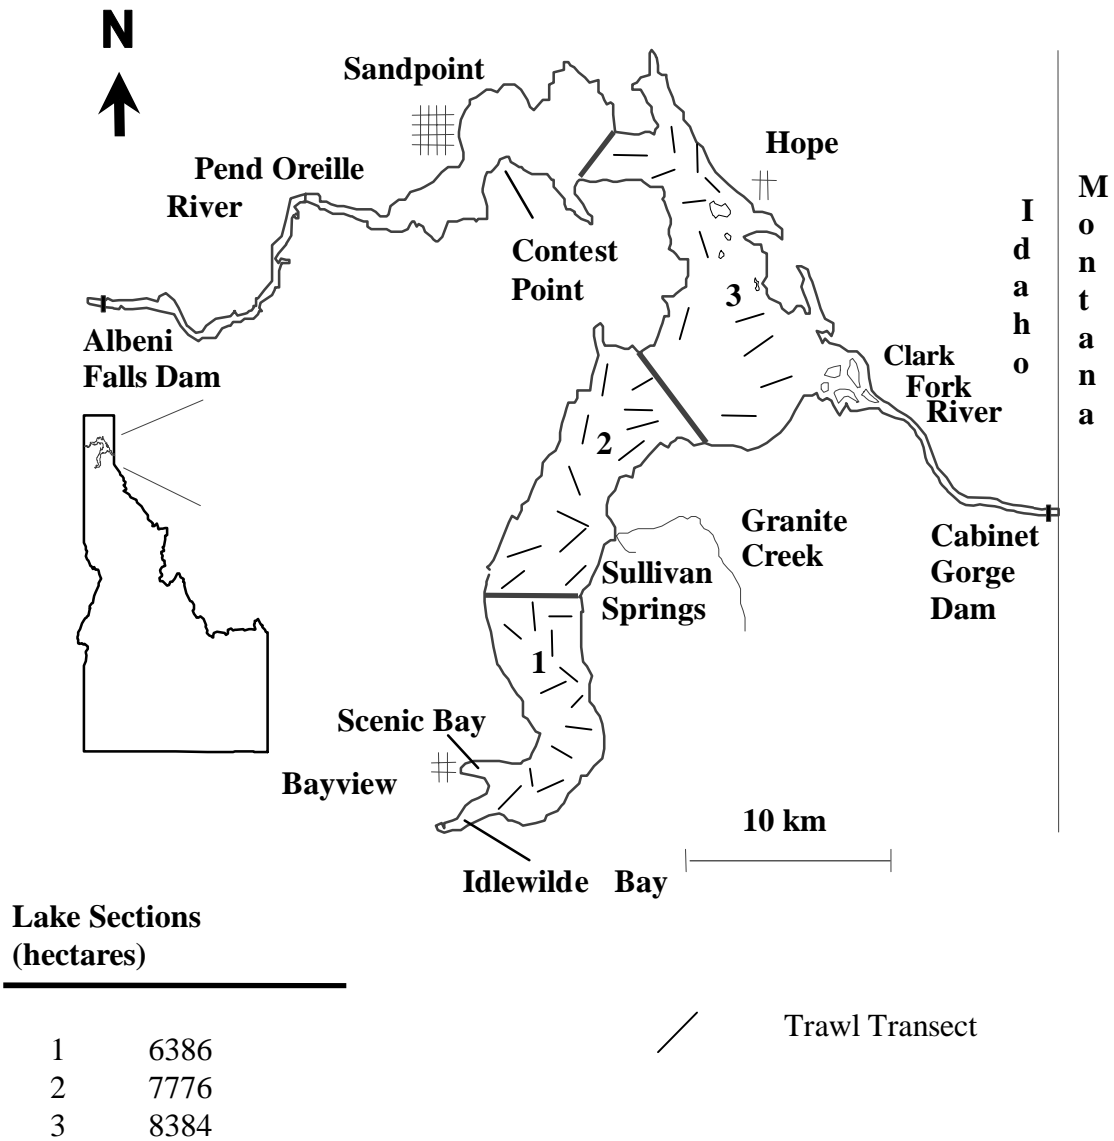 N
Sandpoint
Hope
Pend Oreille
River
Montana
Idaho
Contest
Point
3
Albeni
Falls Dam
Clark
Fork
River
2
Granite
Creek
Cabinet
Gorge
Dam
Sullivan
Springs
1
Scenic Bay
Bayview
10 km
Idlewilde Bay
Lake Sections
(hectares)
Trawl Transect
1 6386
2 7776
3 8384